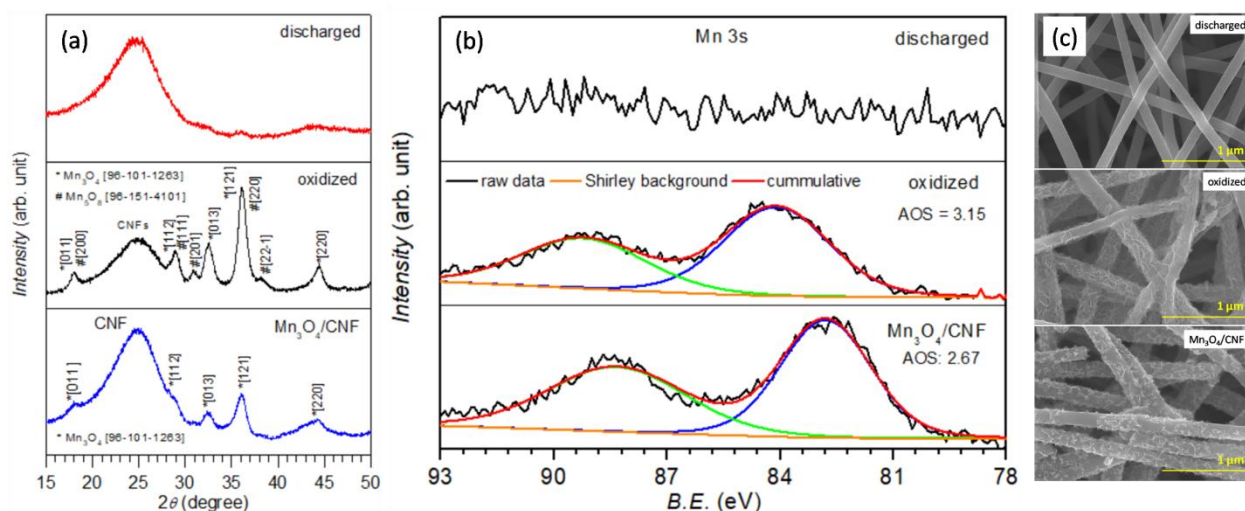 (a)
discharged
* Mn3O4 [96-101-1263]
# Mn5O8 [96-151-4101]
oxidized
CNFs
*[011]
#[200]
*[112]
#[111]
#[201]
*[013]
*[121]
#[220]
#[22-1]
*[220]
CNF
Mn3O4/CNF
*[011]
*[112]
*[013]
*[121]
*[220]
* Mn3O4 [96-101-1263]
Intensity (arb. unit)
15 20 25 30 35 40 45 50
2θ (degree)
(b)
Mn 3s
discharged
raw data Shirley background cummulative
oxidized
AOS = 3.15
Mn3O4/CNF
AOS: 2.67
Intensity (arb. unit)
93 90 87 84 81 78
B.E. (eV)
(c)
discharged
1 µm
oxidized
1 µm
Mn3O4/CNF
1 µm